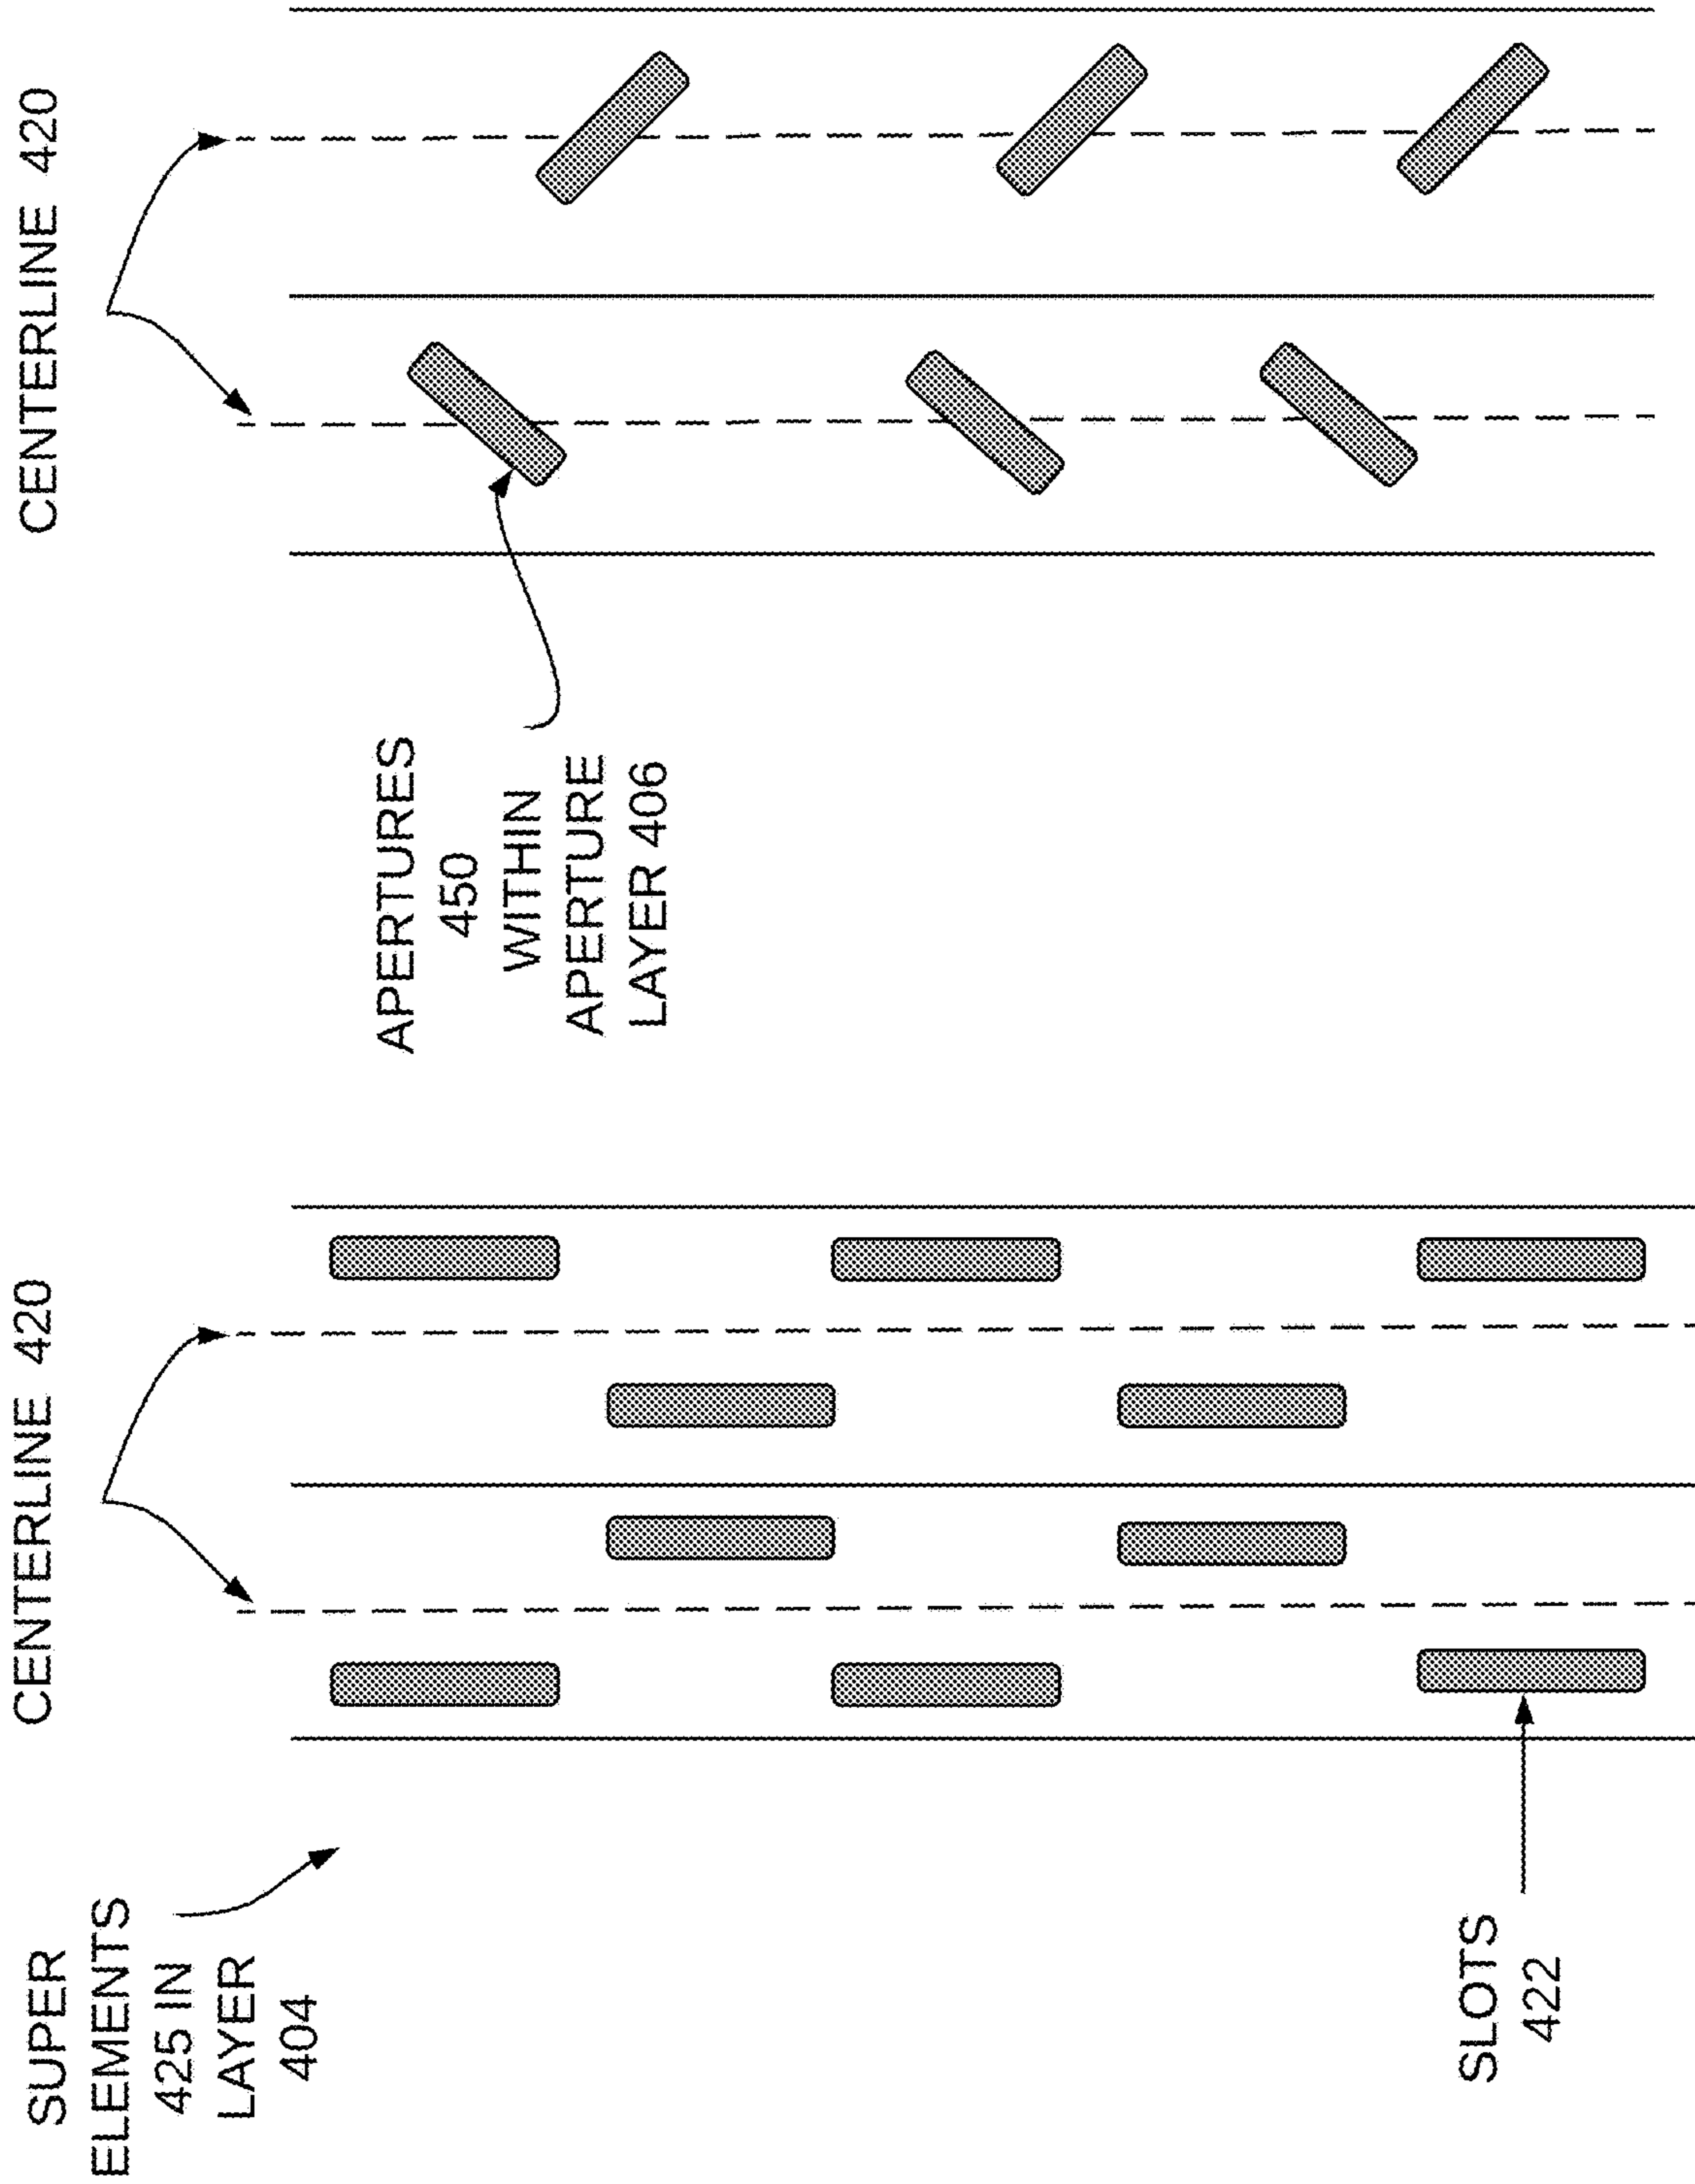 SUPER
ELEMENTS
425 IN
LAYER
404
CENTERLINE 420
SLOTS
422
APERTURES
450
WITHIN
APERTURE
LAYER 406
CENTERLINE 420